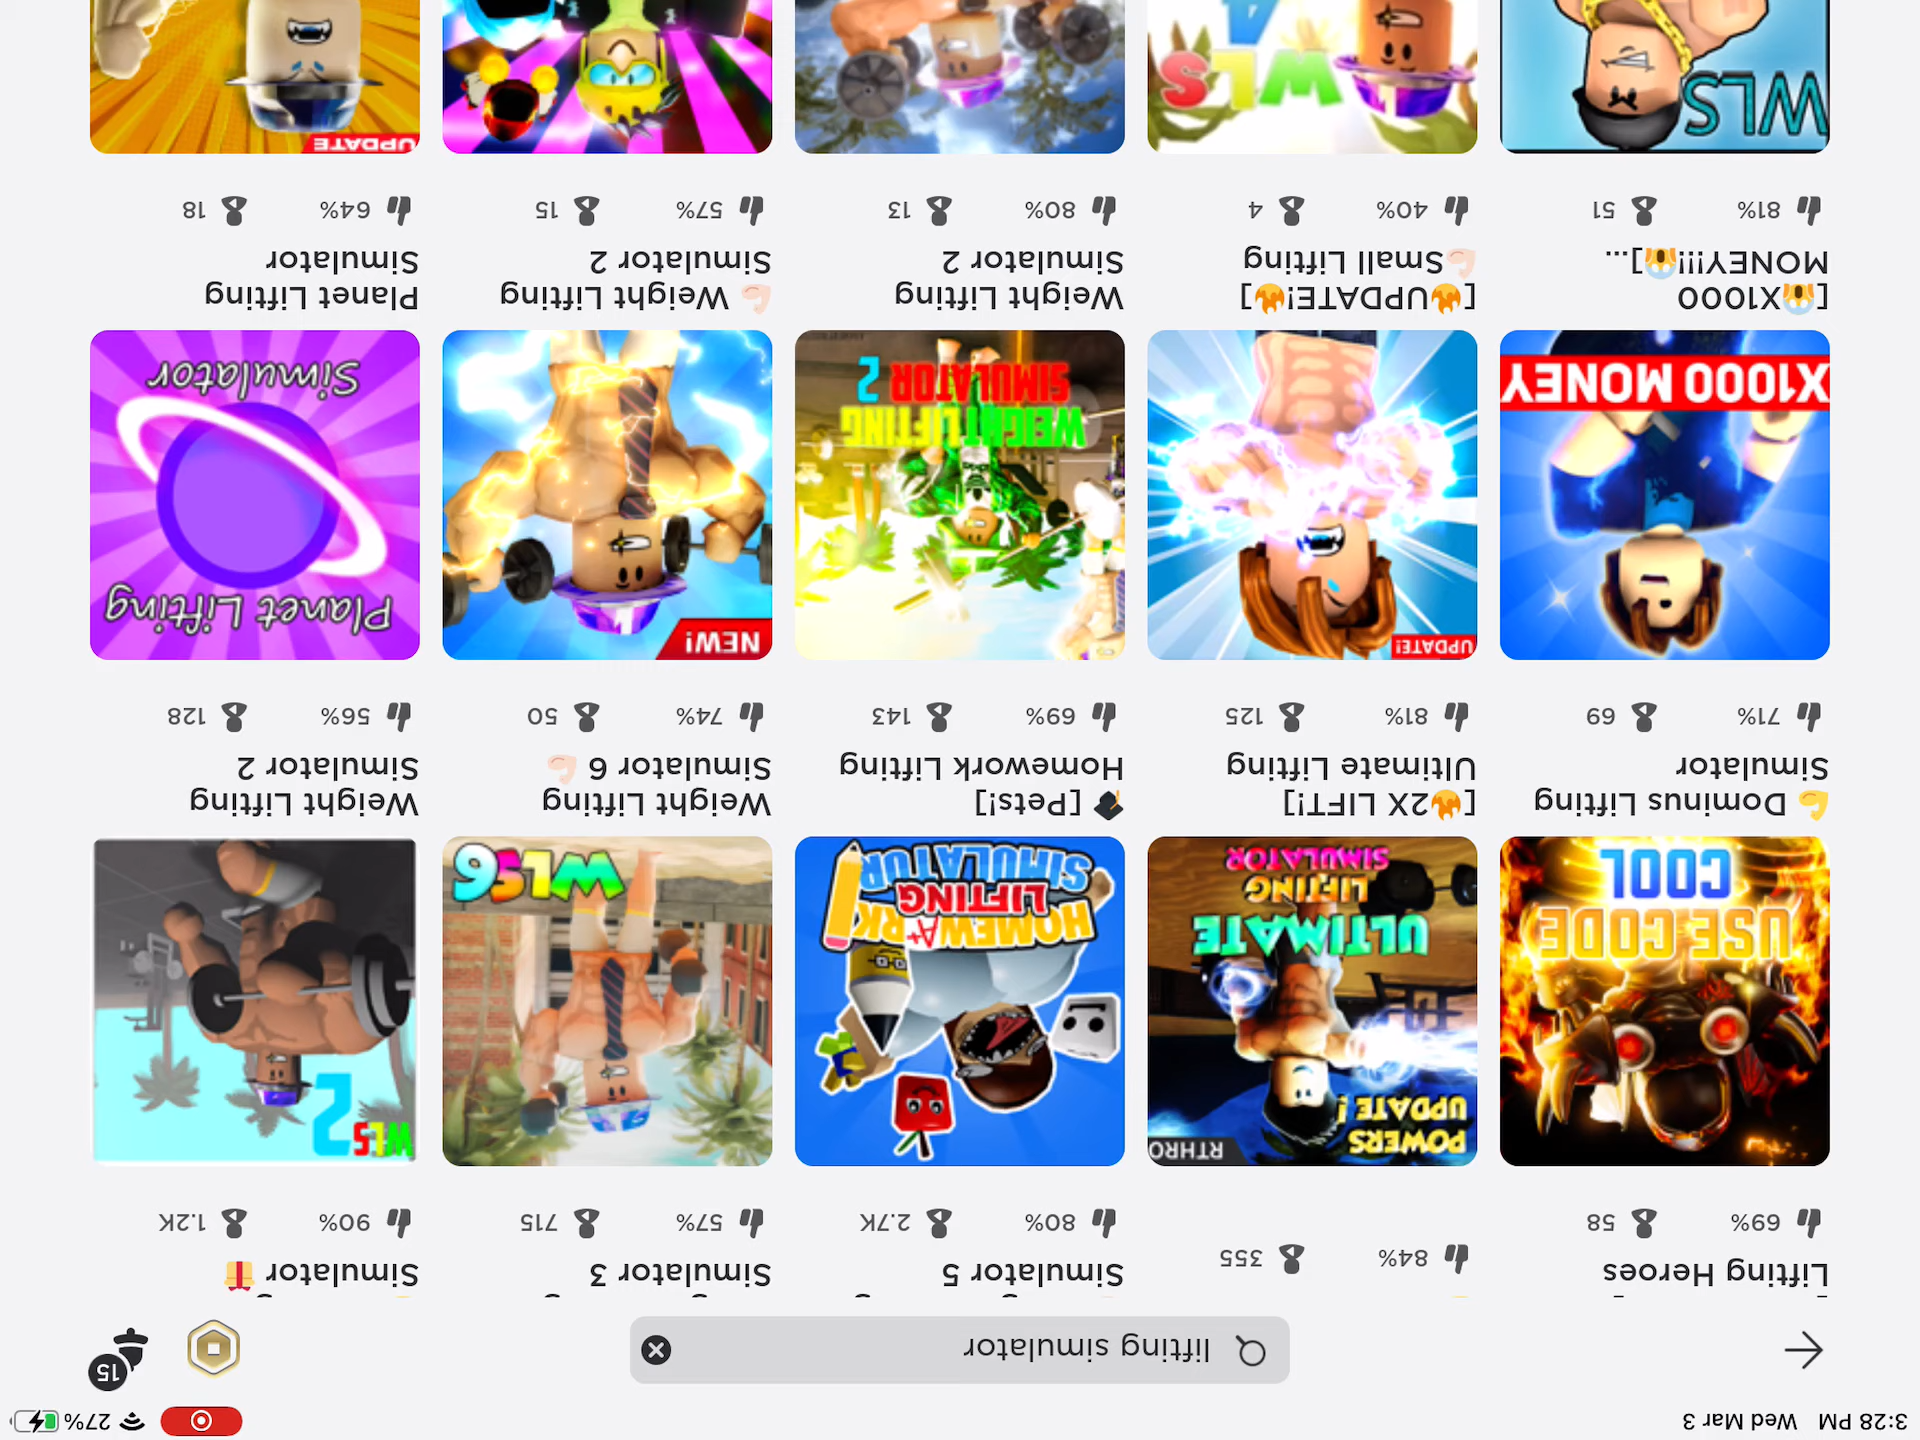 3:28 PM Wed Mar 3
27%
lifting simulator
15
Lifting Heroes
69% 58
84% 355
Simulator 5
80% 2.7K
Simulator 3
57% 715
Simulator 🎁
90% 1.2K
USE CODE
COOL
POWERS
UPDATE!
RTHRO
ULTIMATE
LIFTING
SIMULATOR
HOMEWORK
A+
LIFTING
SIMULATOR
WLS6
WLS
2
💪 Dominus Lifting
Simulator
71% 69
[🔥2X LIFT!]
Ultimate Lifting
81% 125
🎓 [Pets!]
Homework Lifting
69% 143
Weight Lifting
Simulator 6 💪🏻
74% 50
Weight Lifting
Simulator 2
56% 128
X1000 MONEY
UPDATE!
WEIGHT LIFTING
SIMULATOR 2
NEW!
Planet Lifting
Simulator
[😱X1000
MONEY!!!😱]...
81% 51
[🔥UPDATE!🔥]
💪🏻Small Lifting
40% 4
Weight Lifting
Simulator 2
80% 13
💪🏻 Weight Lifting
Simulator 2
57% 15
Planet Lifting
Simulator
64% 18
WLS
WLS
4
UPDATE